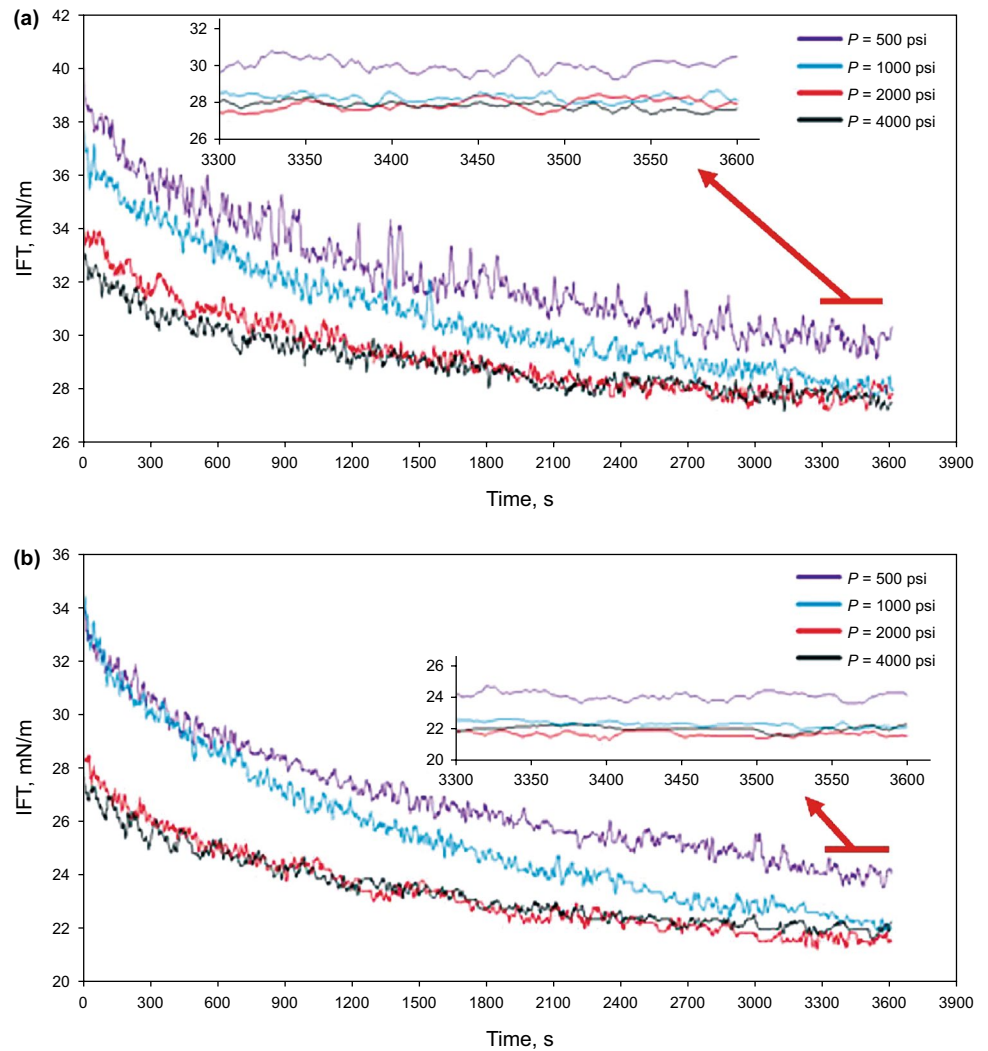 (a)
42
40
38
36
34
32
30
28
26
IFT, mN/m
0 300 600 900 1200 1500 1800 2100 2400 2700 3000 3300 3600 3900
Time, s
32
30
28
26
3300 3350 3400 3450 3500 3550 3600
P = 500 psi
P = 1000 psi
P = 2000 psi
P = 4000 psi
(b)
36
34
32
30
28
26
24
22
20
IFT, mN/m
0 300 600 900 1200 1500 1800 2100 2400 2700 3000 3300 3600 3900
Time, s
26
24
22
20
3300 3350 3400 3450 3500 3550 3600
P = 500 psi
P = 1000 psi
P = 2000 psi
P = 4000 psi